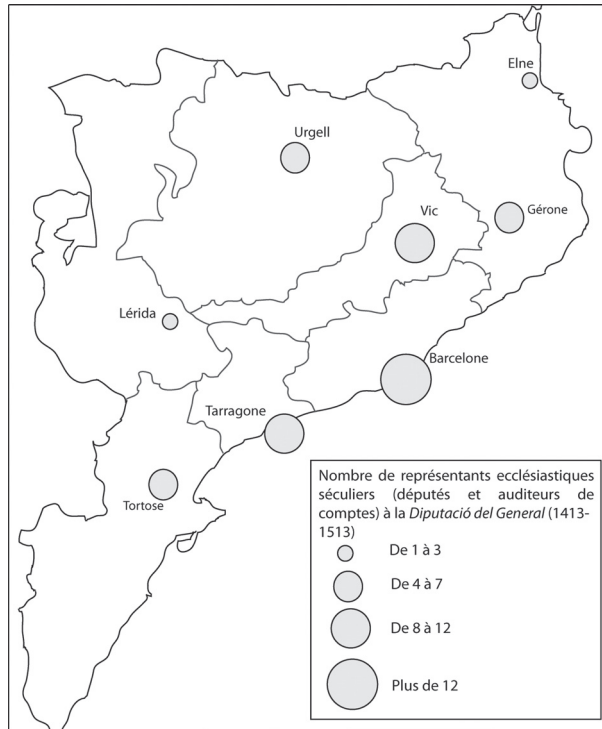 Elne
Urgell
Vic
Gérone
Lérida
Barcelone
Tarragone
Tortose
Nombre de représentants ecclésiastiques
séculiers (députés et auditeurs de
comptes) à la Diputació del General (1413-
1513)
De 1 à 3
De 4 à 7
De 8 à 12
Plus de 12